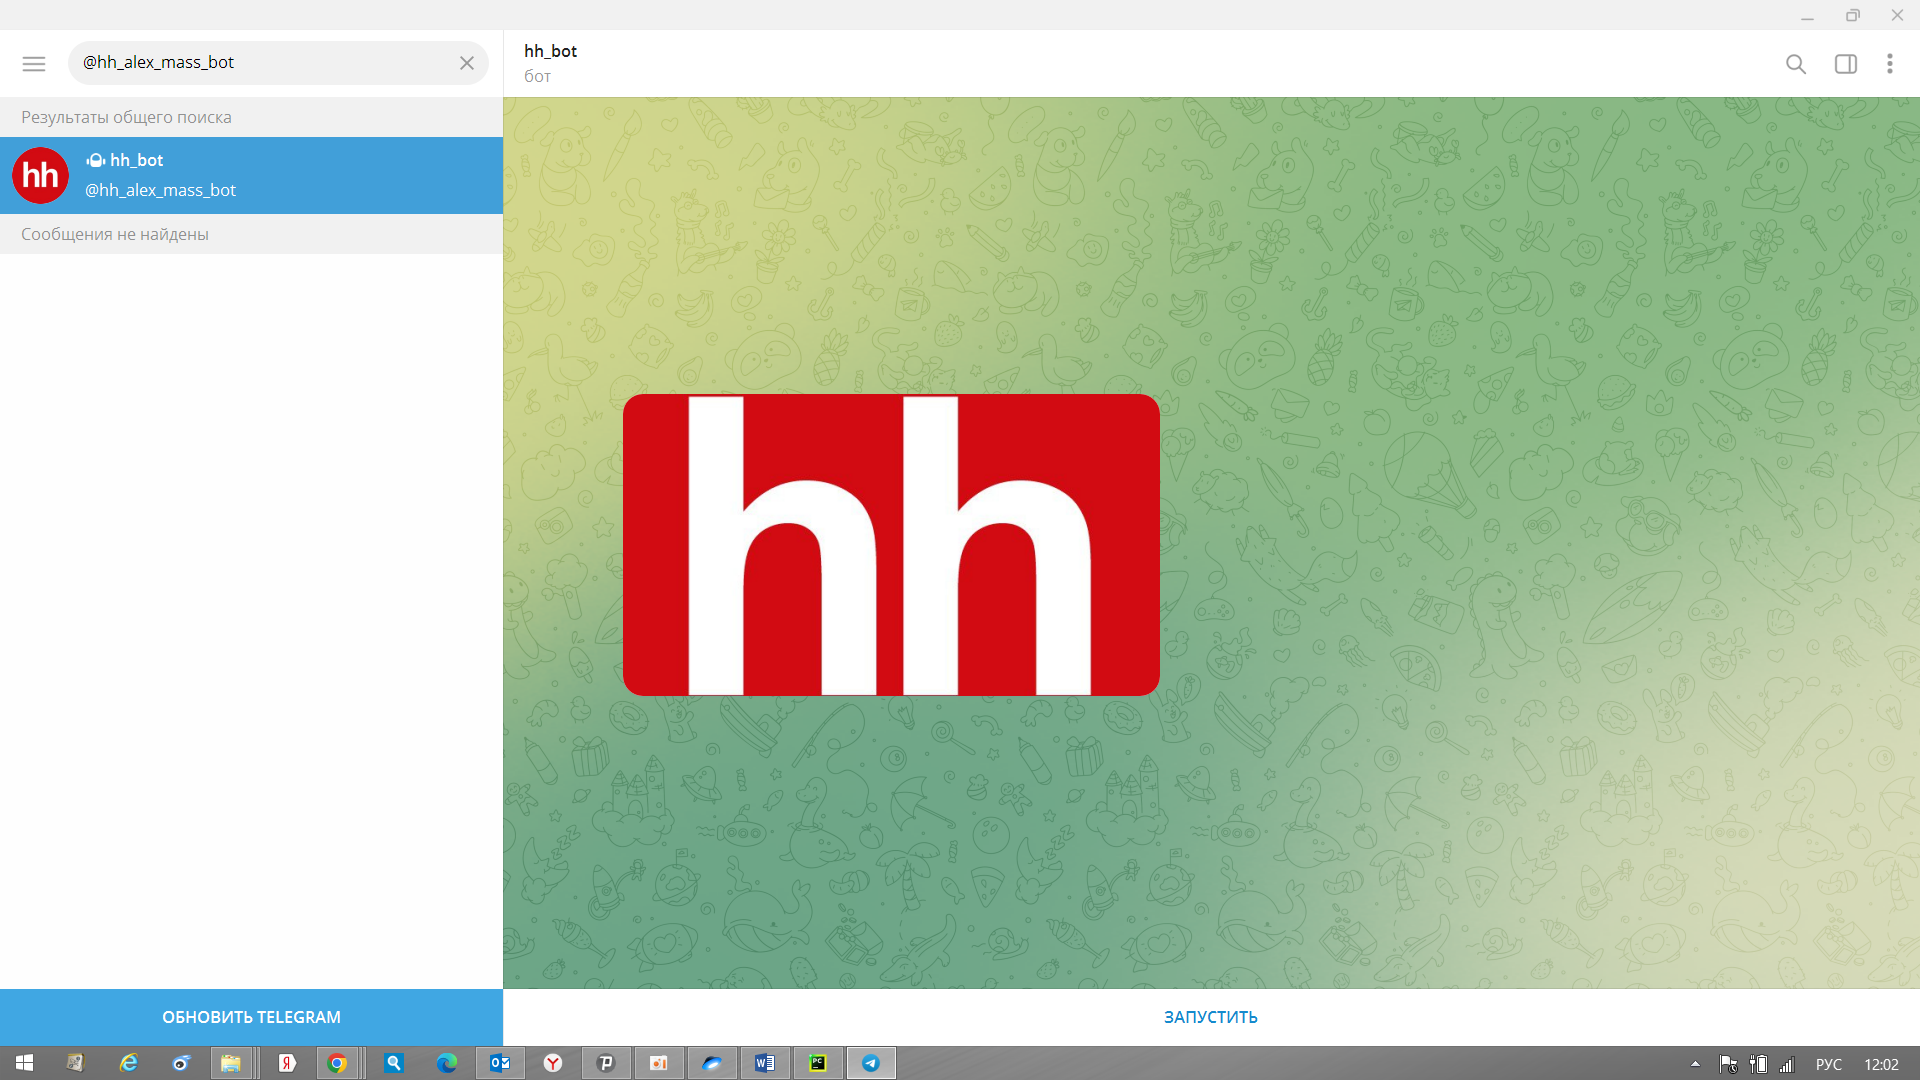 @hh_alex_mass_bot
hh_bot
бот
Результаты общего поиска
hh
hh_bot
@hh_alex_mass_bot
Сообщения не найдены
hh
ОБНОВИТЬ TELEGRAM
ЗАПУСТИТЬ
РУС
12:02